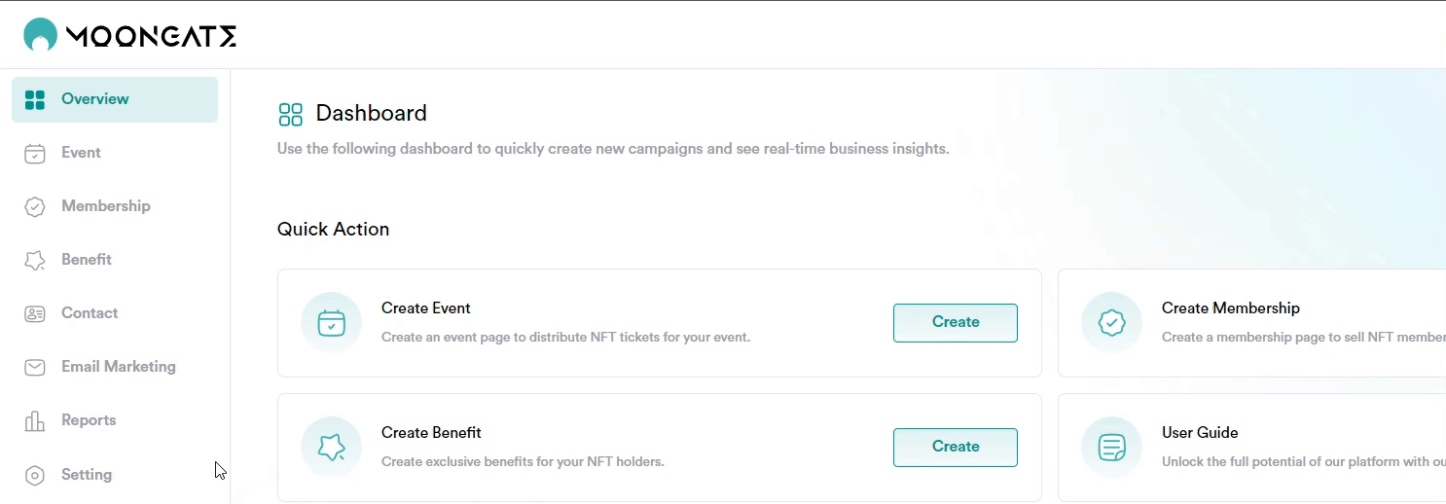 MOONGATE
Overview
Event
Membership
Benefit
Contact
Email Marketing
Reports
Setting
Dashboard
Use the following dashboard to quickly create new campaigns and see real-time business insights.
Quick Action
Create Event
Create an event page to distribute NFT tickets for your event.
Create
Create Membership
Create a membership page to sell NFT member
Create Benefit
Create exclusive benefits for your NFT holders.
Create
User Guide
Unlock the full potential of our platform with ou